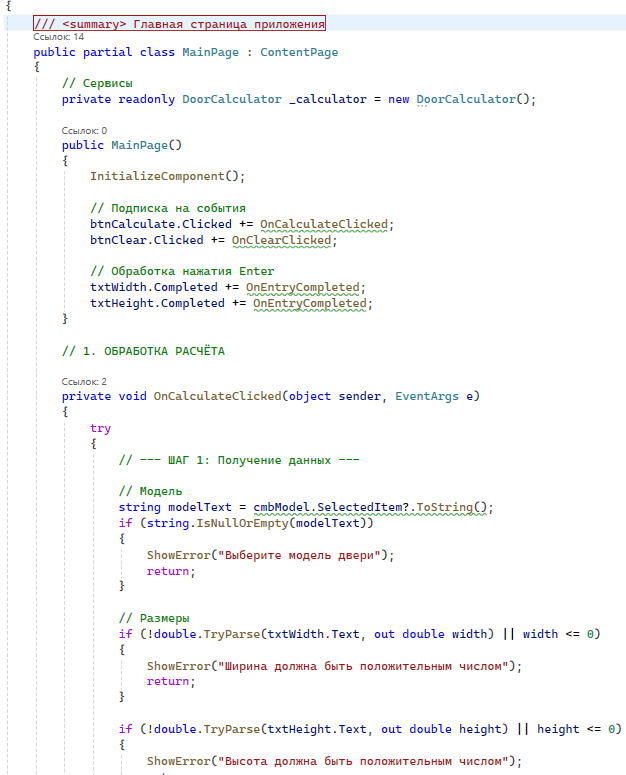 {
/// <summary> Главная страница приложения
Ссылок: 14
public partial class MainPage : ContentPage
{
// Сервисы
private readonly DoorCalculator _calculator = new DoorCalculator();
Ссылок: 0
public MainPage()
{
InitializeComponent();
// Подписка на события
btnCalculate.Clicked += OnCalculateClicked;
btnClear.Clicked += OnClearClicked;
// Обработка нажатия Enter
txtWidth.Completed += OnEntryCompleted;
txtHeight.Completed += OnEntryCompleted;
}
// 1. ОБРАБОТКА РАСЧЁТА
Ссылок: 2
private void OnCalculateClicked(object sender, EventArgs e)
{
try
{
// --- ШАГ 1: Получение данных ---
// Модель
string modelText = cmbModel.SelectedItem?.ToString();
if (string.IsNullOrEmpty(modelText))
{
ShowError("Выберите модель двери");
return;
}
// Размеры
if (!double.TryParse(txtWidth.Text, out double width) || width <= 0)
{
ShowError("Ширина должна быть положительным числом");
return;
}
if (!double.TryParse(txtHeight.Text, out double height) || height <= 0)
{
ShowError("Высота должна быть положительным числом");